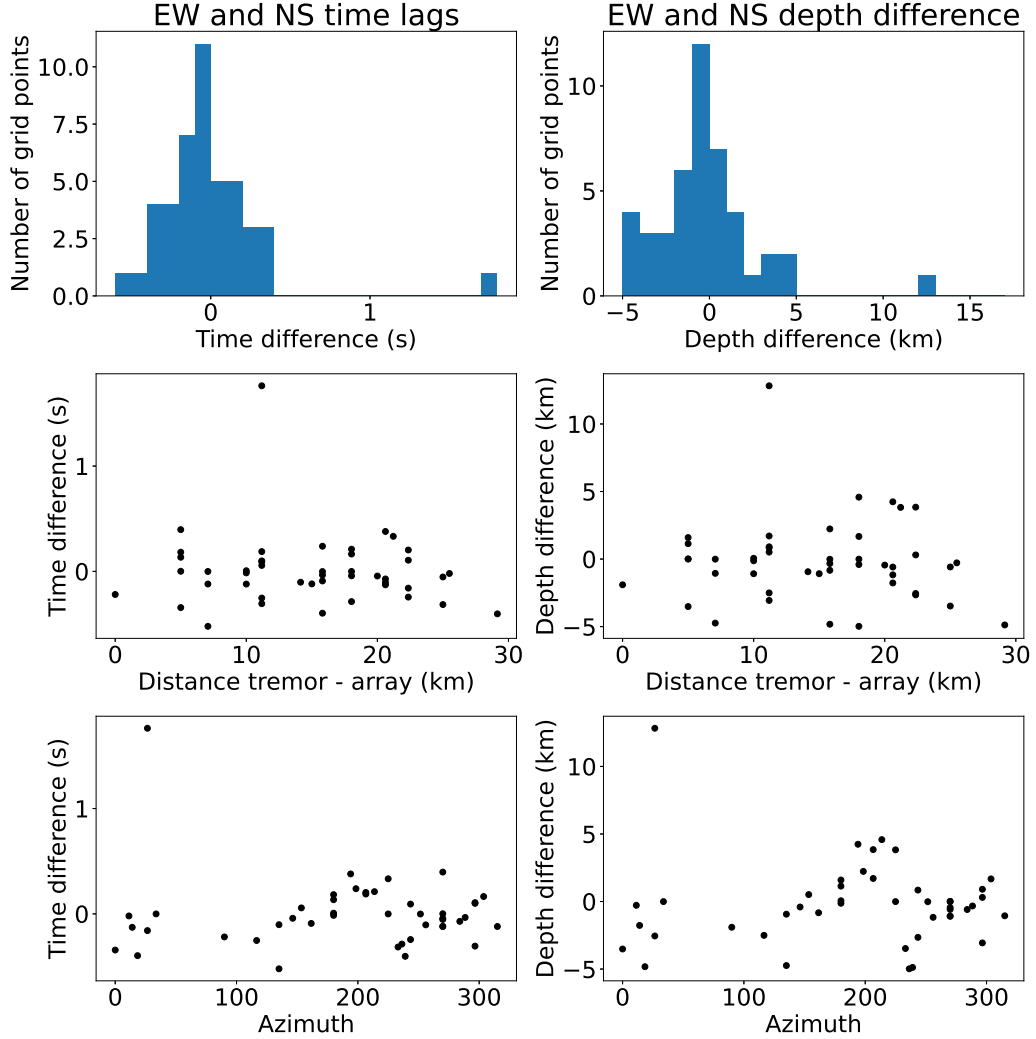 EW and NS time lags
Number of grid points
10.0
7.5
5.0
2.5
0.0
0 1
Time difference (s)
EW and NS depth difference
Number of grid points
10
5
0
−5 0 5 10 15
Depth difference (km)
Time difference (s)
1
0
0 10 20 30
Distance tremor - array (km)
Depth difference (km)
10
5
0
−5
0 10 20 30
Distance tremor - array (km)
Time difference (s)
1
0
0 100 200 300
Azimuth
Depth difference (km)
10
5
0
−5
0 100 200 300
Azimuth